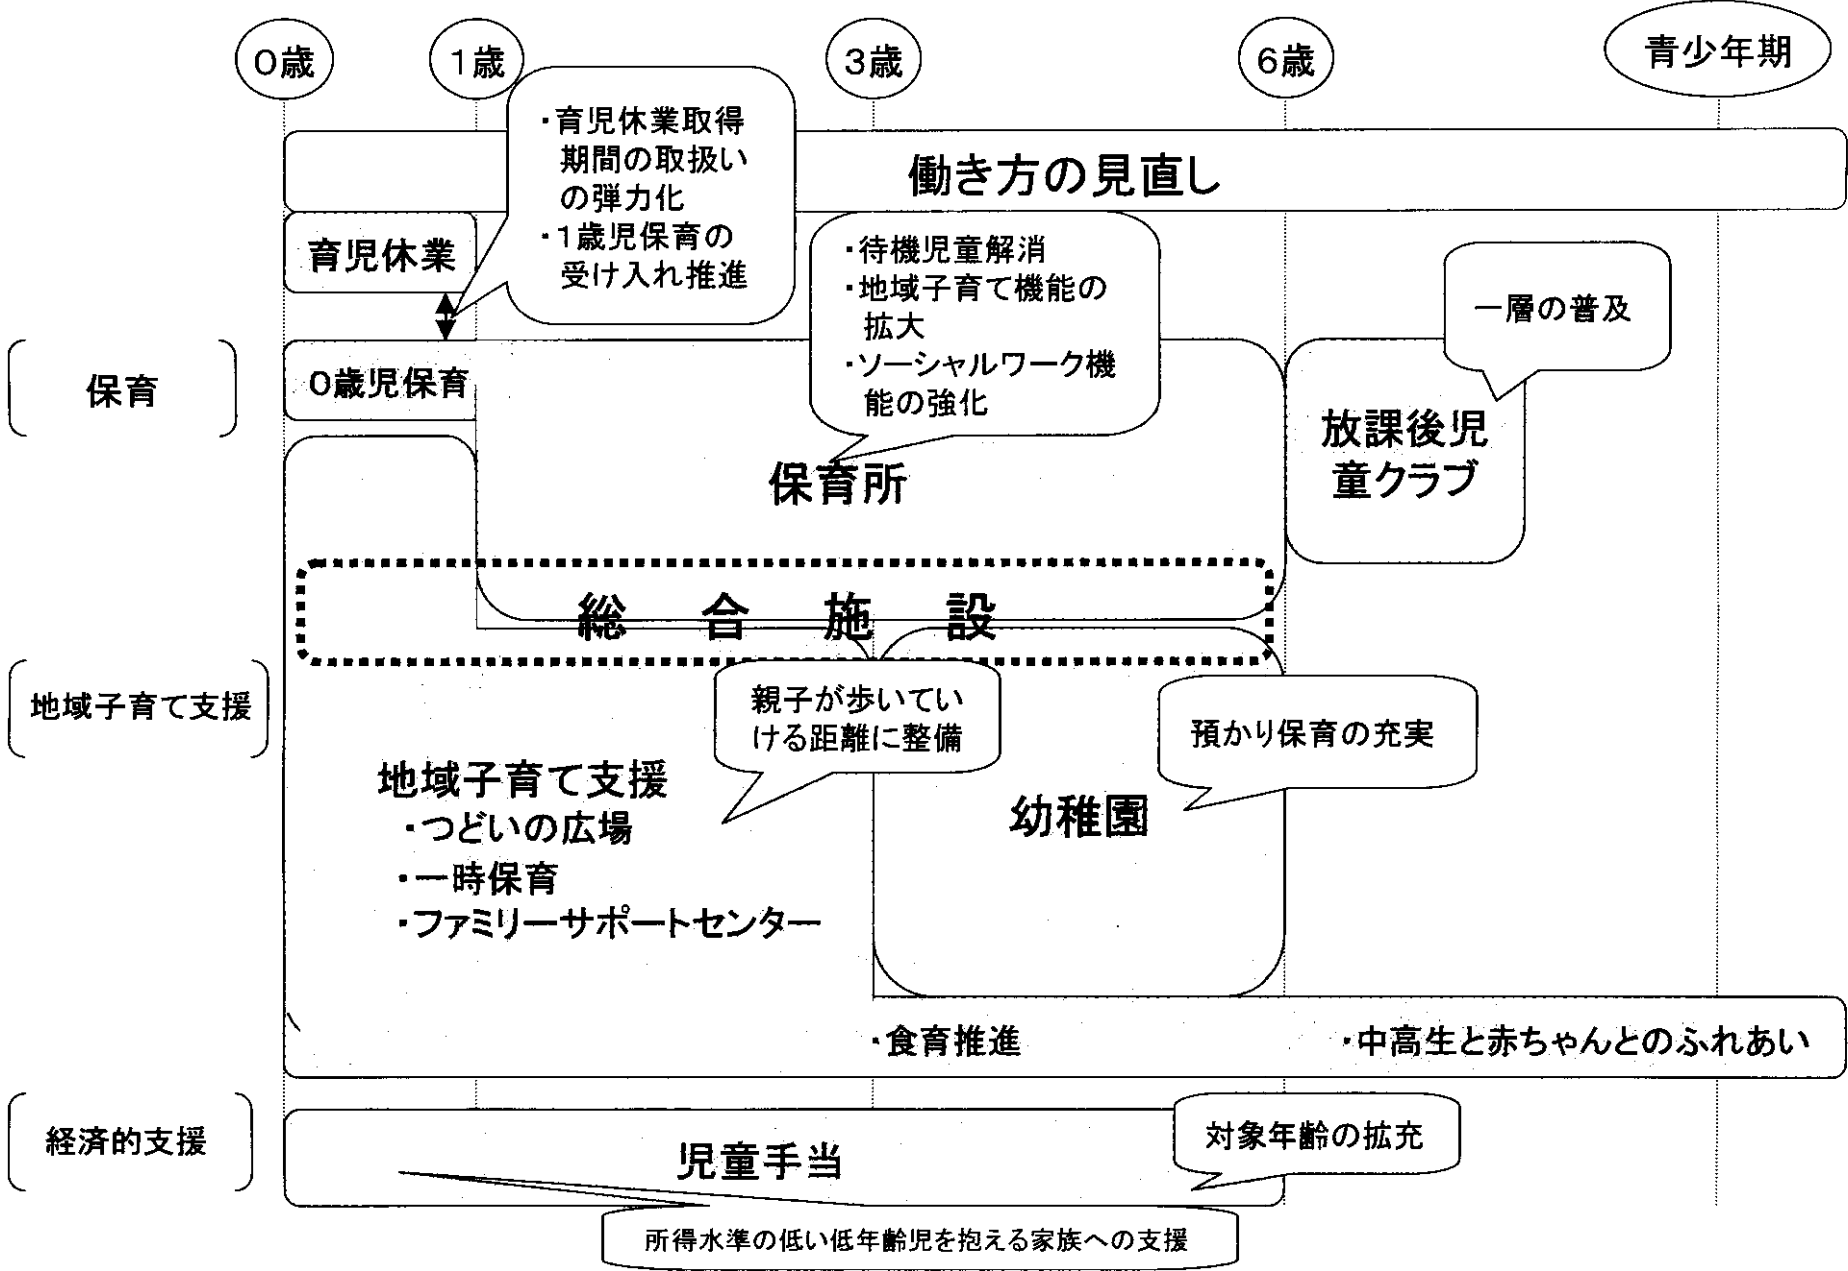 ０歳
１歳
３歳
６歳
青少年期
・育児休業取得
期間の取扱い
の弾力化
・１歳児保育の
受け入れ推進
働き方の見直し
育児休業
・待機児童解消
・地域子育て機能の
拡大
・ソーシャルワーク機
能の強化
一層の普及
保育
０歳児保育
保育所
放課後児
童クラブ
総合施設
地域子育て支援
親子が歩いてい
ける距離に整備
預かり保育の充実
地域子育て支援
・つどいの広場
・一時保育
・ファミリーサポートセンター
幼稚園
・食育推進
・中高生と赤ちゃんとのふれあい
経済的支援
児童手当
対象年齢の拡充
所得水準の低い低年齢児を抱える家族への支援